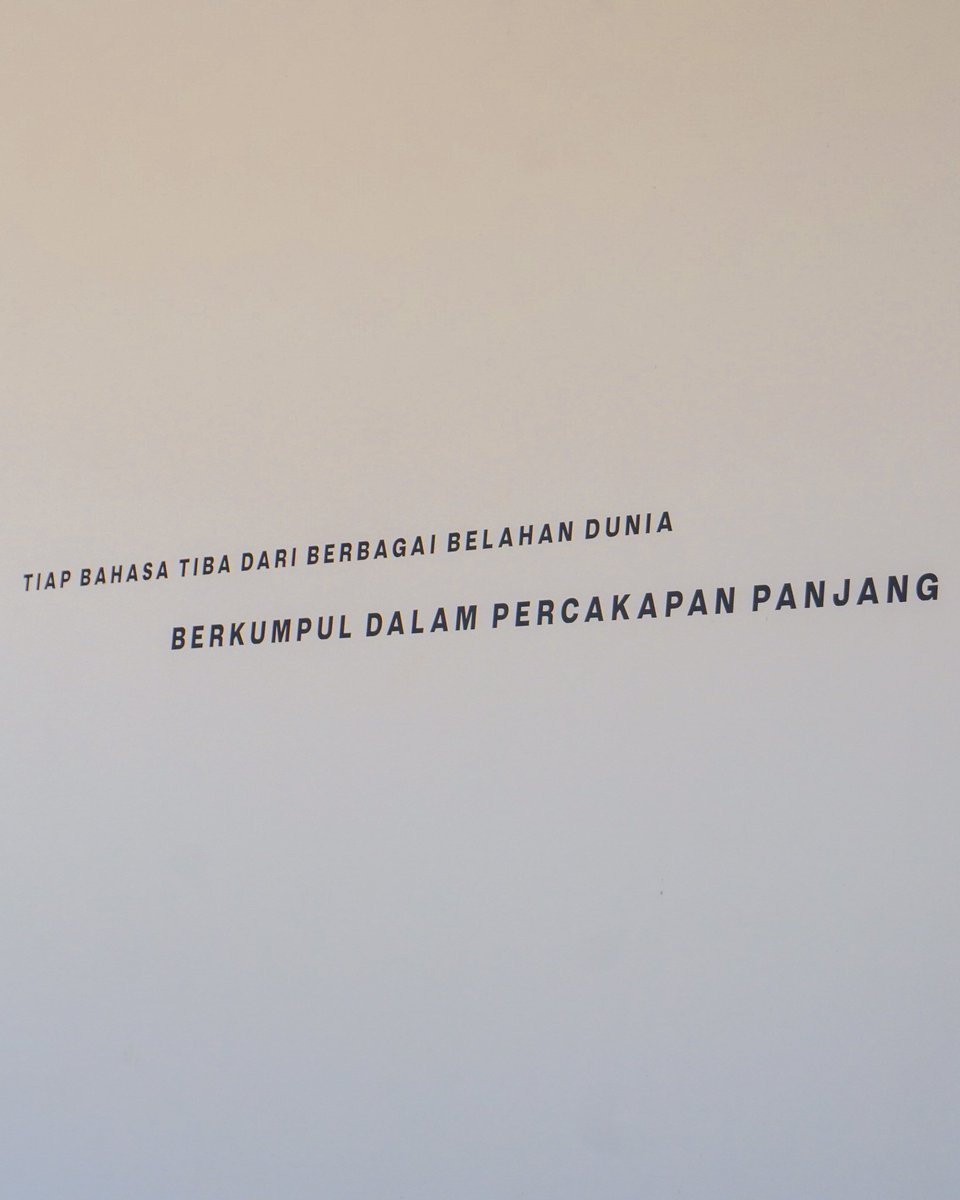 TIAP BAHASA TIBA DARI BERBAGAI BELAHAN DUNIA
BERKUMPUL DALAM PERCAKAPAN PANJANG